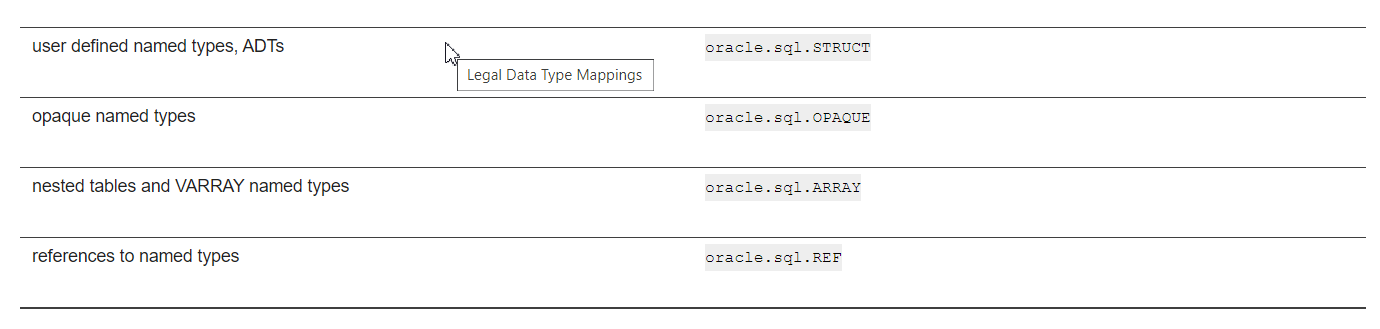 user defined named types, ADTs oracle.sql.STRUCT
Legal Data Type Mappings
opaque named types oracle.sql.OPAQUE
nested tables and VARRAY named types oracle.sql.ARRAY
references to named types oracle.sql.REF